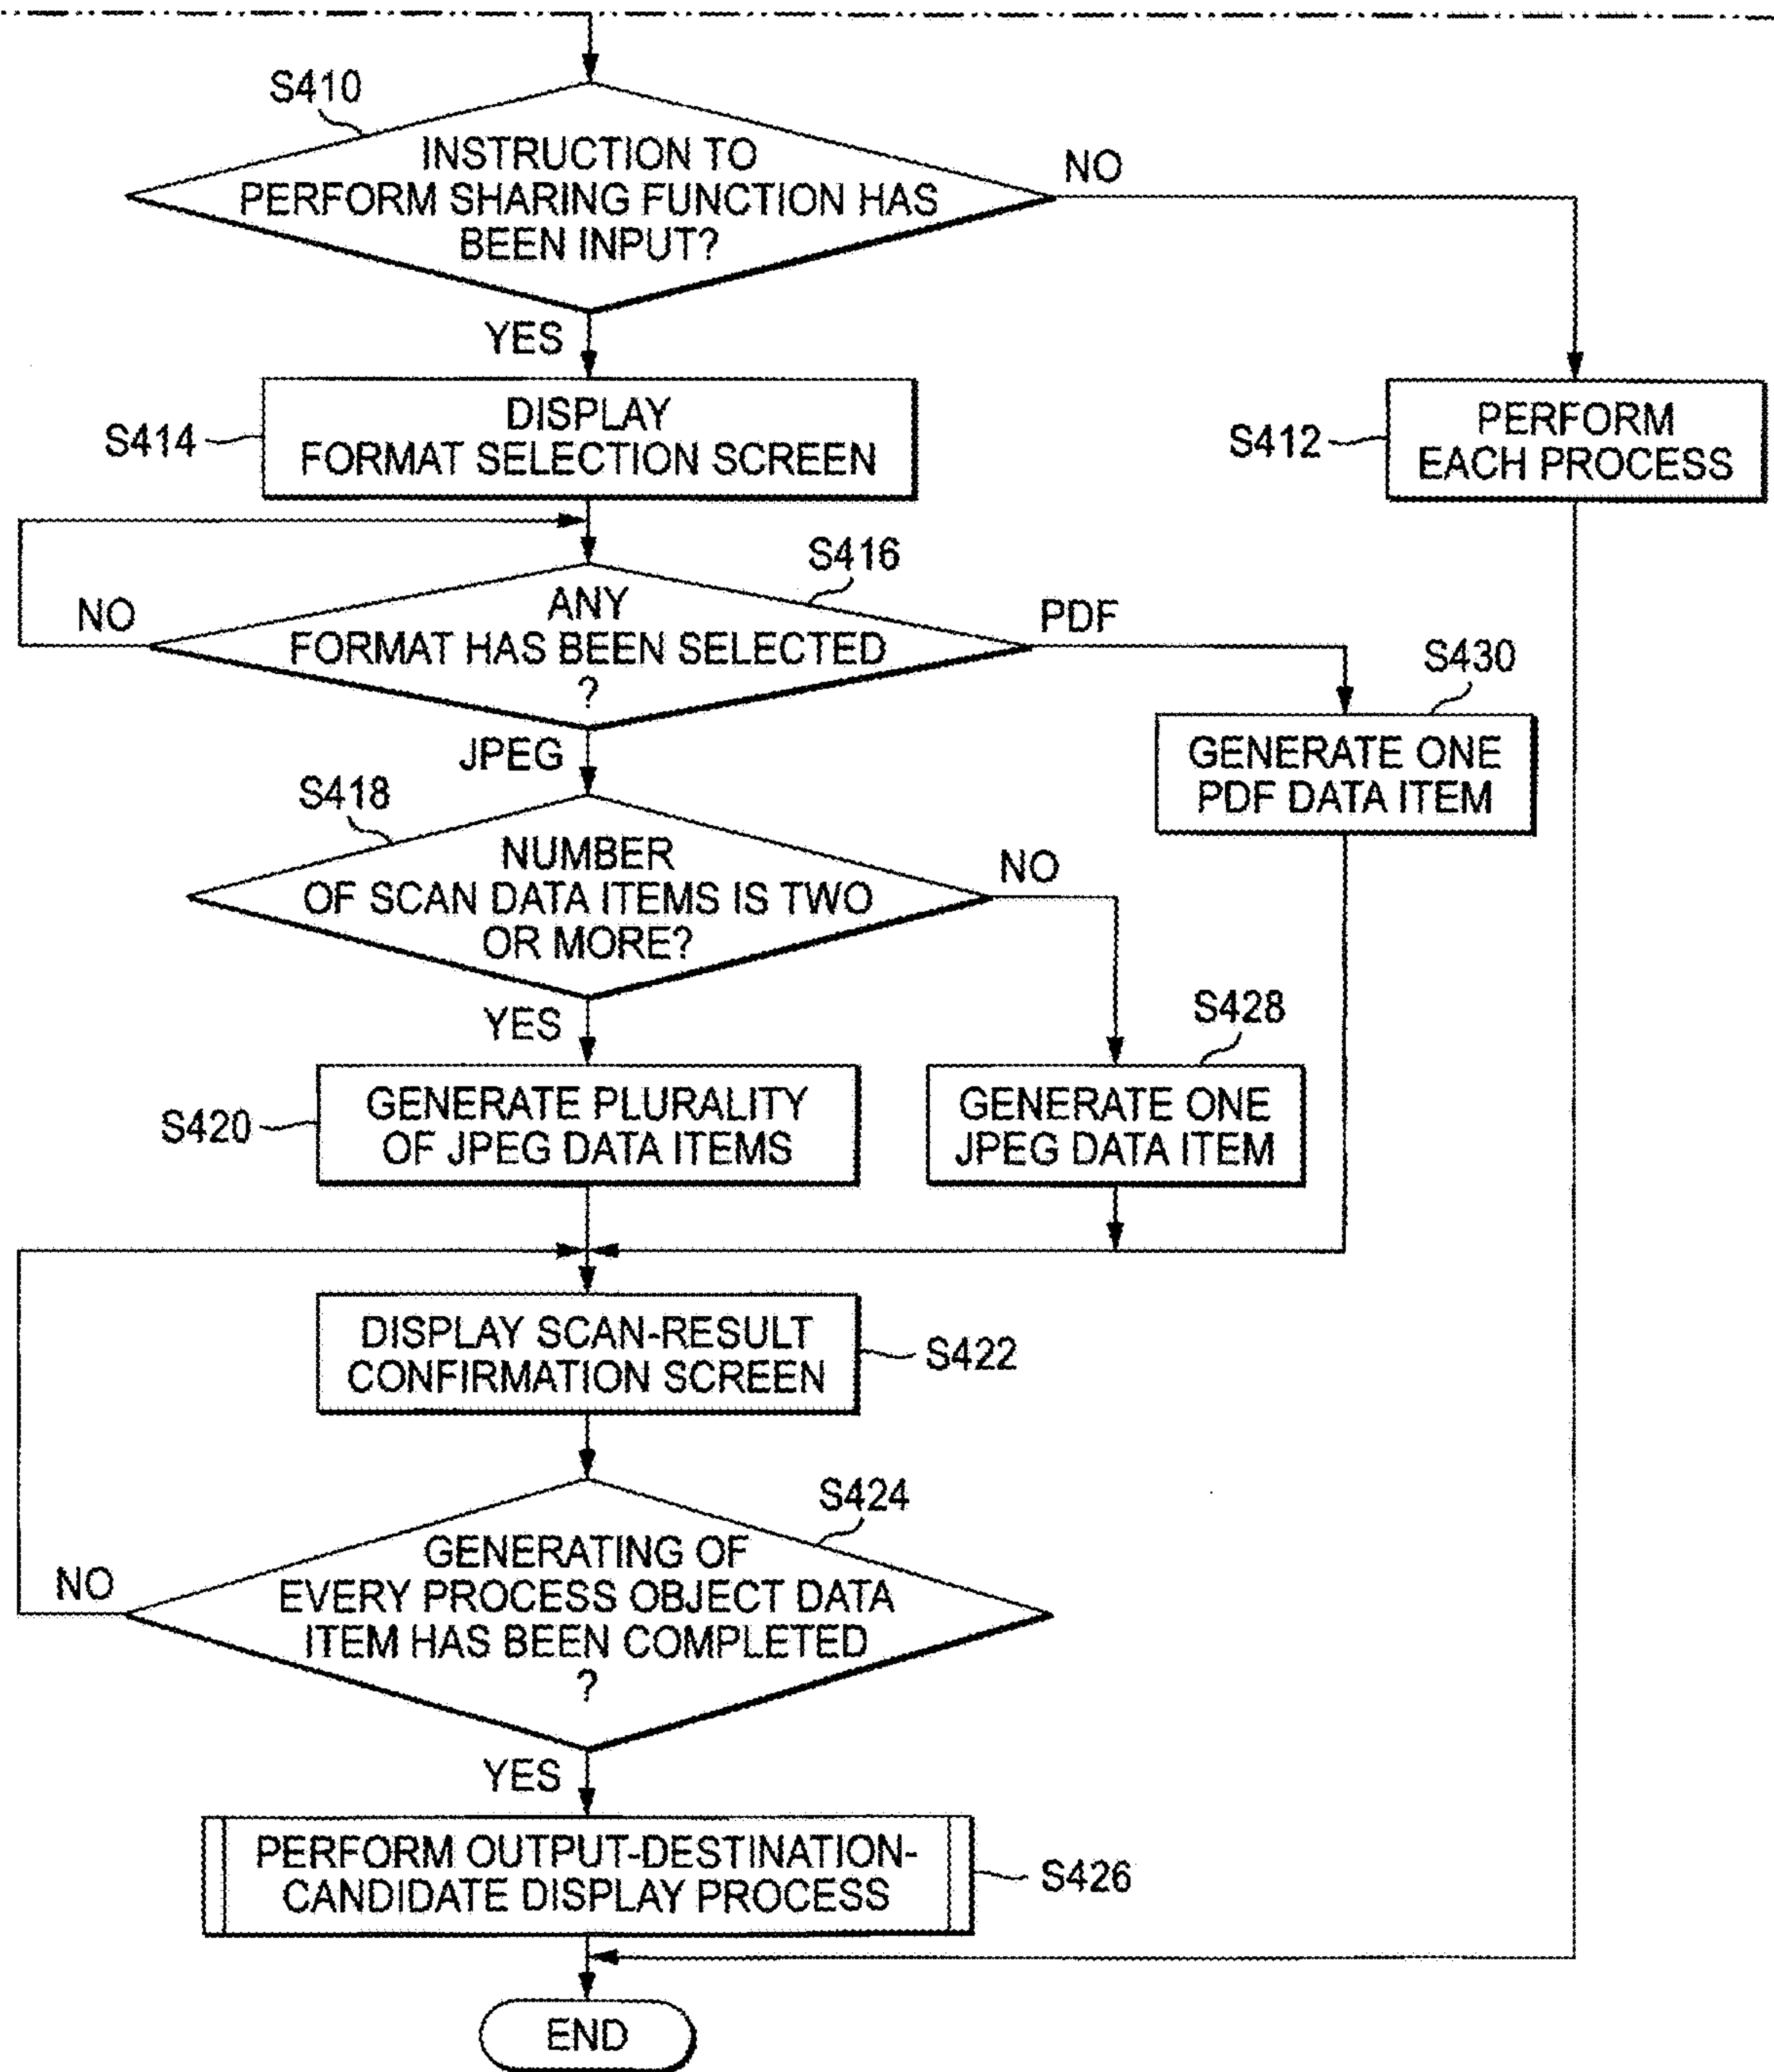 S410
INSTRUCTION TO
PERFORM SHARING FUNCTION HAS
BEEN INPUT?
NO
YES
S414
DISPLAY
FORMAT SELECTION SCREEN
S412
PERFORM
EACH PROCESS
S416
NO
ANY
FORMAT HAS BEEN SELECTED
?
PDF
S430
GENERATE ONE
PDF DATA ITEM
JPEG
S418
NUMBER
OF SCAN DATA ITEMS IS TWO
OR MORE?
NO
YES
S428
S420
GENERATE PLURALITY
OF JPEG DATA ITEMS
GENERATE ONE
JPEG DATA ITEM
DISPLAY SCAN-RESULT
CONFIRMATION SCREEN
S422
S424
NO
GENERATING OF
EVERY PROCESS OBJECT DATA
ITEM HAS BEEN COMPLETED
?
YES
PERFORM OUTPUT-DESTINATION-
CANDIDATE DISPLAY PROCESS
S426
END